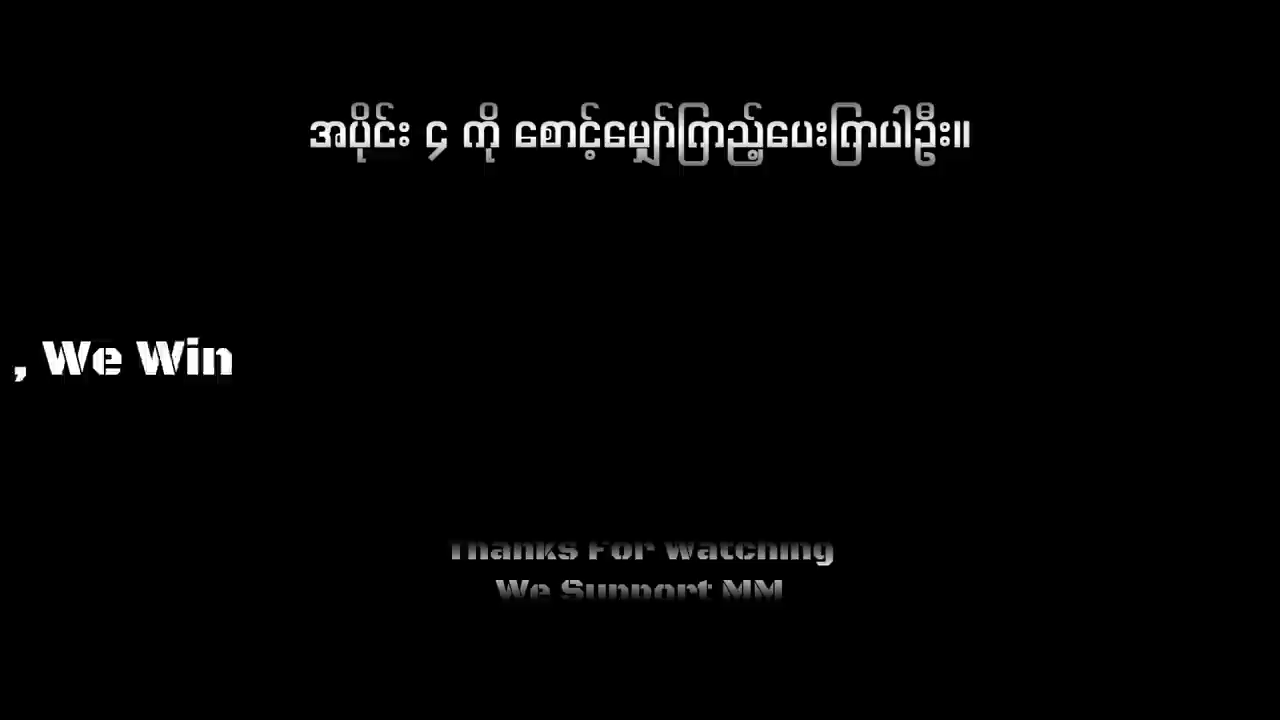 အပိုင်း ၄ ကို စောင့်မျှော်ကြည့်ပေးကြပါဦး။
, We Win
Thanks For Watching
We Support MM